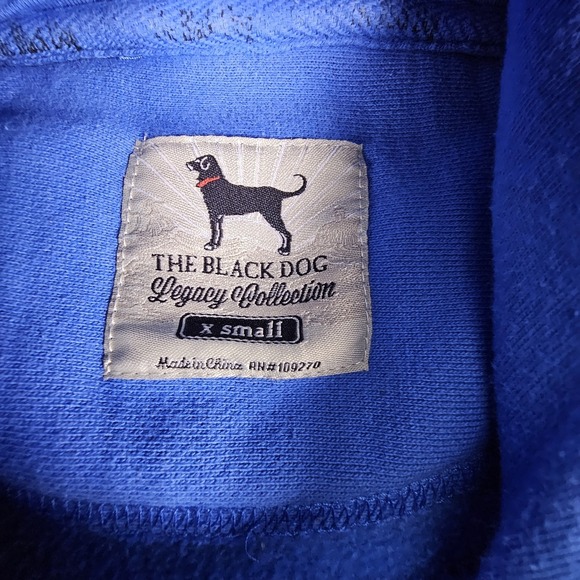 THE BLACK DOG
Legacy Collection
x small
Made in China RN#109270